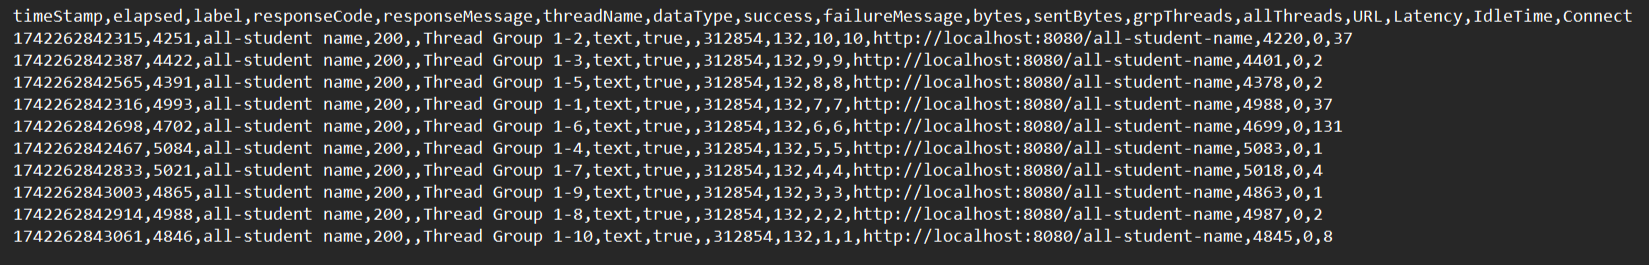 timeStamp,elapsed,label,responseCode,responseMessage,threadName,dataType,success,failureMessage,bytes,sentBytes,grpThreads,allThreads,URL,Latency,IdleTime,Connect
1742262842315,4251,all-student name,200,,Thread Group 1-2,text,true,,312854,132,10,10,http://localhost:8080/all-student-name,4220,0,37
1742262842387,4422,all-student name,200,,Thread Group 1-3,text,true,,312854,132,9,9,http://localhost:8080/all-student-name,4401,0,2
1742262842565,4391,all-student name,200,,Thread Group 1-5,text,true,,312854,132,8,8,http://localhost:8080/all-student-name,4378,0,2
1742262842316,4993,all-student name,200,,Thread Group 1-1,text,true,,312854,132,7,7,http://localhost:8080/all-student-name,4988,0,37
1742262842698,4702,all-student name,200,,Thread Group 1-6,text,true,,312854,132,6,6,http://localhost:8080/all-student-name,4699,0,131
1742262842467,5084,all-student name,200,,Thread Group 1-4,text,true,,312854,132,5,5,http://localhost:8080/all-student-name,5083,0,1
1742262842833,5021,all-student name,200,,Thread Group 1-7,text,true,,312854,132,4,4,http://localhost:8080/all-student-name,5018,0,4
1742262843003,4865,all-student name,200,,Thread Group 1-9,text,true,,312854,132,3,3,http://localhost:8080/all-student-name,4863,0,1
1742262842914,4988,all-student name,200,,Thread Group 1-8,text,true,,312854,132,2,2,http://localhost:8080/all-student-name,4987,0,2
1742262843061,4846,all-student name,200,,Thread Group 1-10,text,true,,312854,132,1,1,http://localhost:8080/all-student-name,4845,0,8